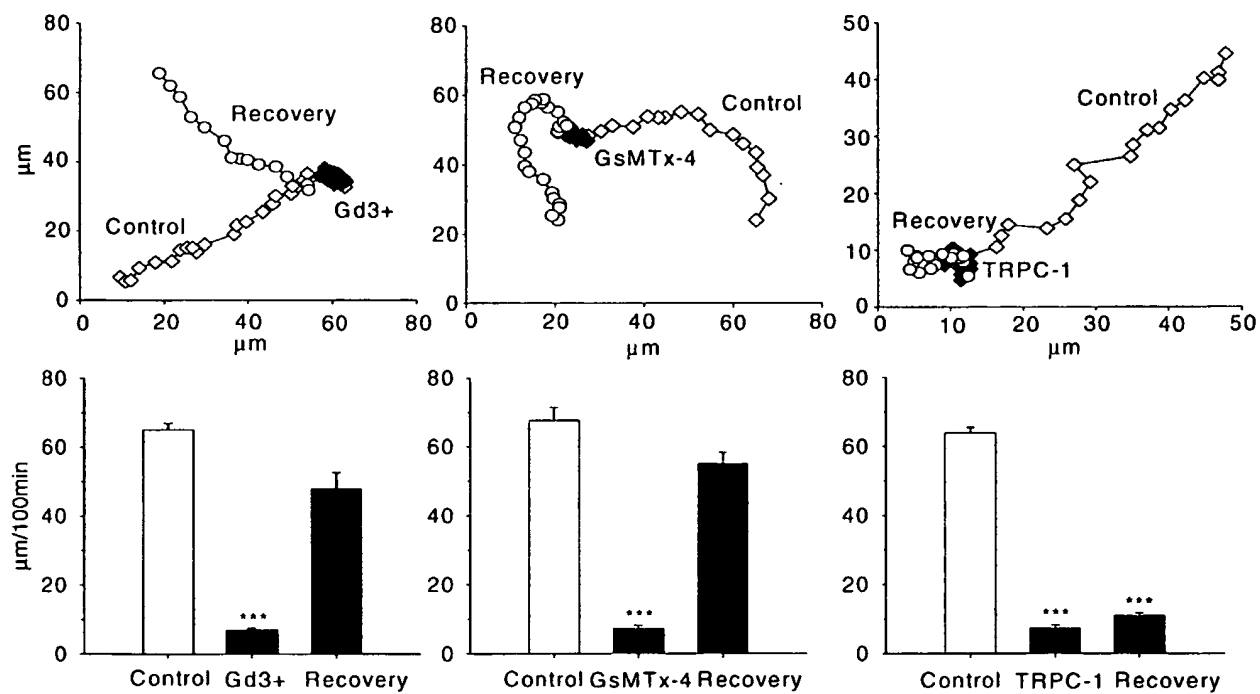 80
60
40
20
0
μm
Recovery
Control
Gd3+
0 20 40 60 80
μm
80
60
40
20
0
Recovery
Control
GsMTx-4
0 20 40 60 80
μm
50
40
30
20
10
0
Control
Recovery
TRPC-1
0 10 20 30 40 50
μm
80
60
40
20
0
μm/100min
***
Control Gd3+ Recovery
80
60
40
20
0
***
Control GsMTx-4 Recovery
80
60
40
20
0
***
***
Control TRPC-1 Recovery